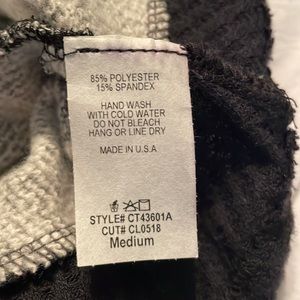 85% POLYESTER
15% SPANDEX
HAND WASH
WITH COLD WATER
DO NOT BLEACH
HANG OR LINE DRY
MADE IN U.S.A
STYLE# CT43601A
CUT# CL0518
Medium